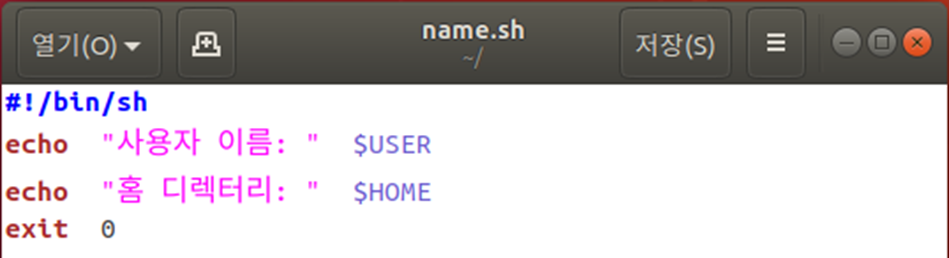 열기(O)
name.sh
~/
저장(S)
#!/bin/sh
echo  "사용자 이름: "  $USER
echo  "홈 디렉터리: "  $HOME
exit  0